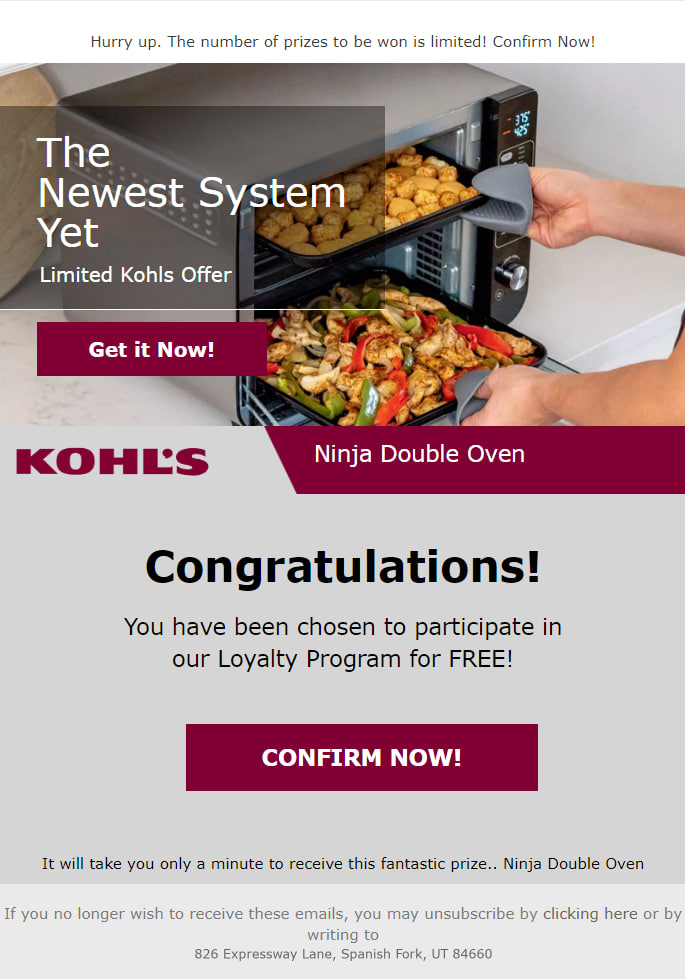 Hurry up. The number of prizes to be won is limited! Confirm Now!
375°
425°
The
Newest System
Yet
Limited Kohls Offer
Get it Now!
KOHL'S
Ninja Double Oven
Congratulations!
You have been chosen to participate in
our Loyalty Program for FREE!
CONFIRM NOW!
It will take you only a minute to receive this fantastic prize.. Ninja Double Oven
If you no longer wish to receive these emails, you may unsubscribe by clicking here or by
writing to
826 Expressway Lane, Spanish Fork, UT 84660